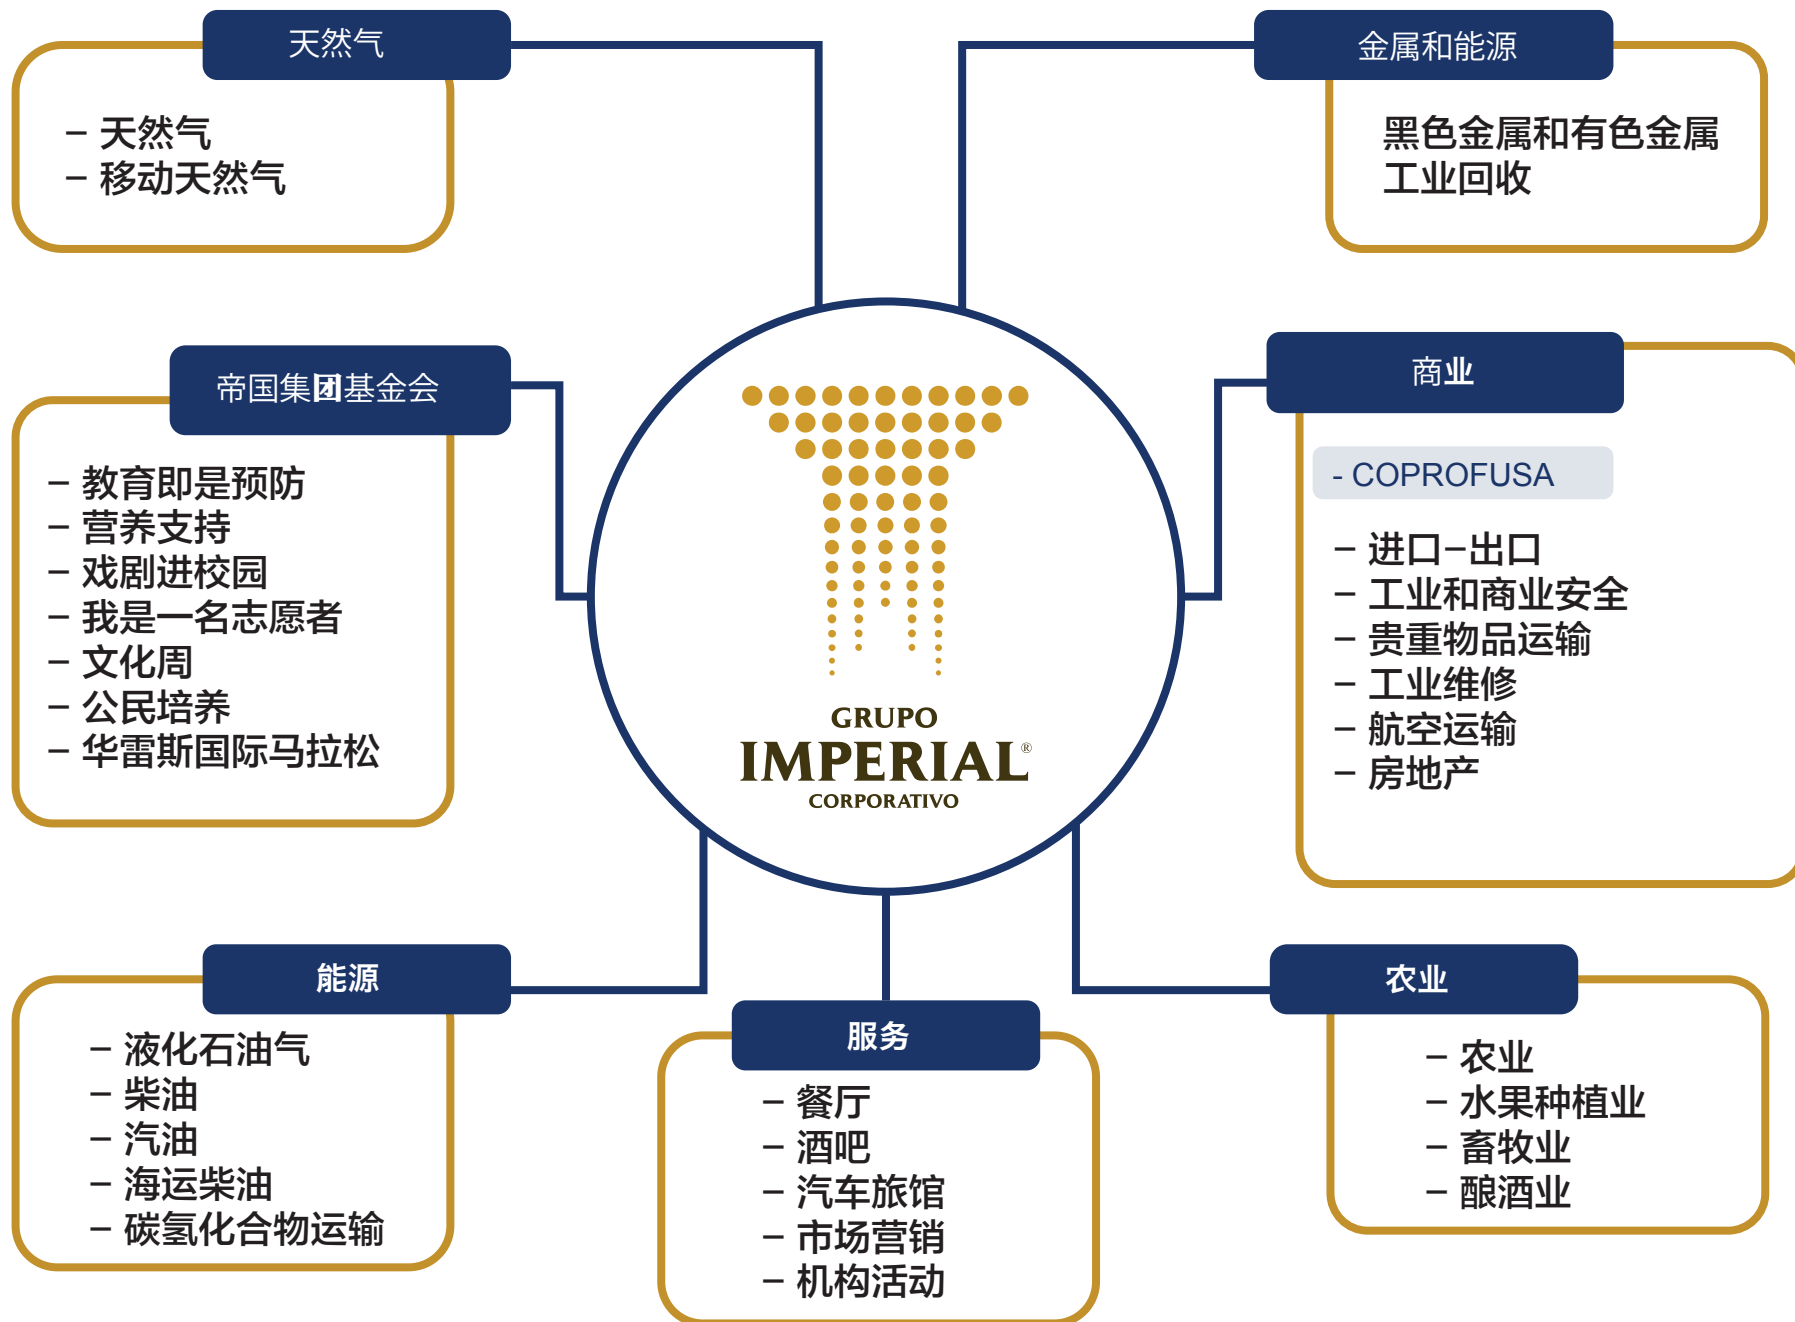 天然气
– 天然气
– 移动天然气
金属和能源
黑色金属和有色金属
工业回收
帝国集团基金会
– 教育即是预防
– 营养支持
– 戏剧进校园
– 我是一名志愿者
– 文化周
– 公民培养
– 华雷斯国际马拉松
GRUPO
IMPERIAL®
CORPORATIVO
商业
- COPROFUSA
– 进口–出口
– 工业和商业安全
– 贵重物品运输
– 工业维修
– 航空运输
– 房地产
能源
– 液化石油气
– 柴油
– 汽油
– 海运柴油
– 碳氢化合物运输
服务
– 餐厅
– 酒吧
– 汽车旅馆
– 市场营销
– 机构活动
农业
– 农业
– 水果种植业
– 畜牧业
– 酿酒业